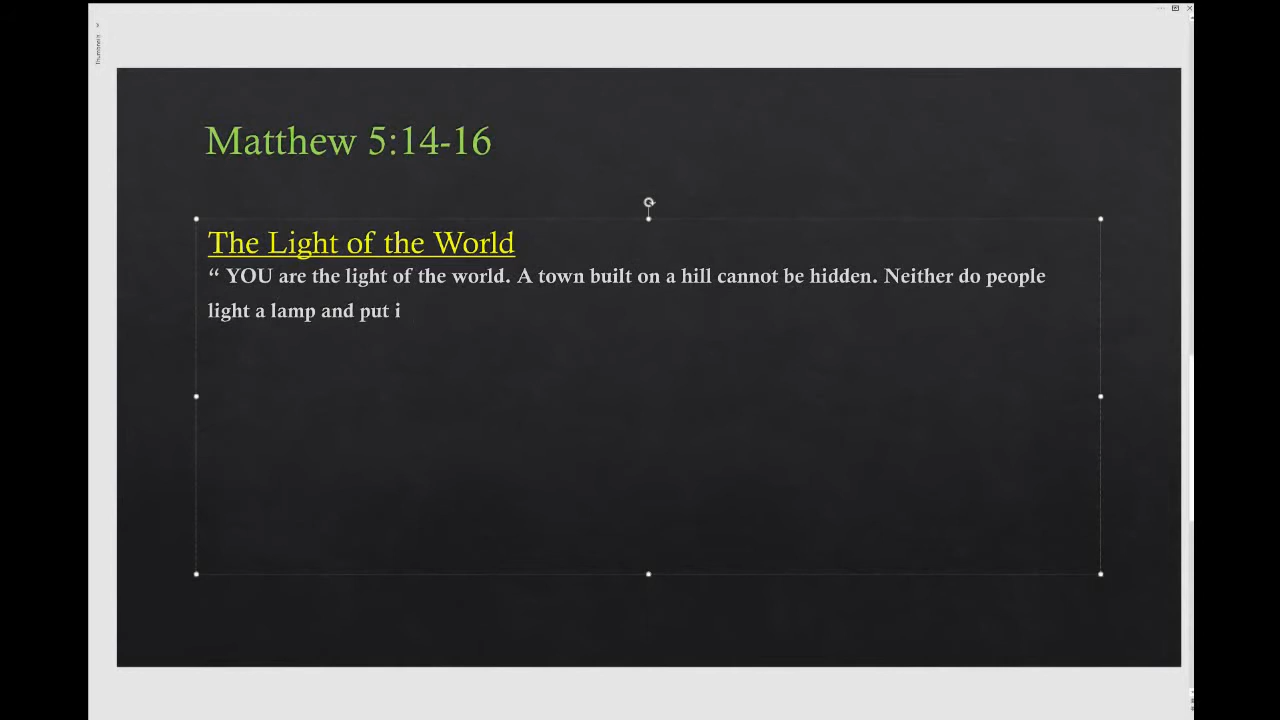 Thumbnails
Matthew 5:14-16
The Light of the World
“ YOU are the light of the world. A town built on a hill cannot be hidden. Neither do people
light a lamp and put i